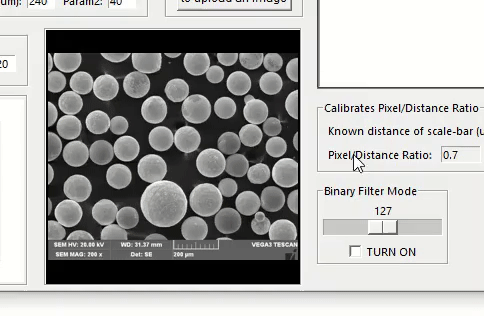 Param2: 40
to upload an image
20
Calibrates Pixel/Distance Ratio
Known distance of scale-bar (u
Pixel/Distance Ratio: 0.7
Binary Filter Mode
127
TURN ON
SEM HV: 20.00 kV WD: 31.37 mm VEGA3 TESCAN
SEM MAG: 200 x Det: SE 200 µm